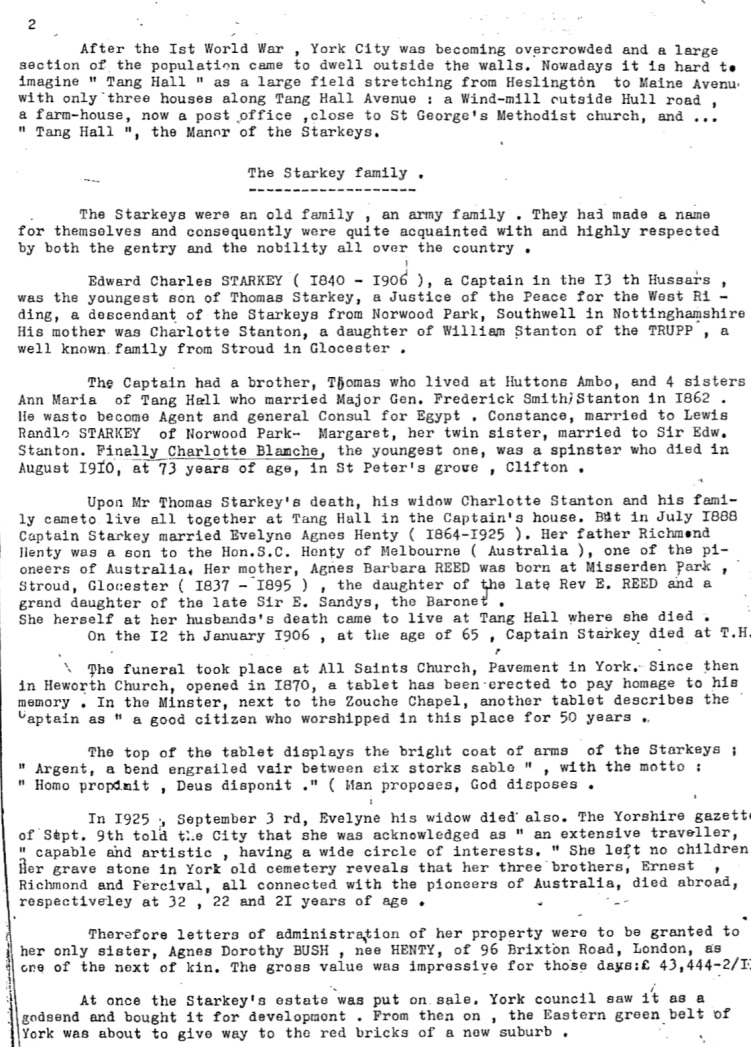 2
After the Ist World War , York City was becoming overcrowded and a large
section of the population came to dwell outside the walls. Nowadays it is hard to
imagine " Tang Hall " as a large field stretching from Heslington to Maine Avenu
with only three houses along Tang Hall Avenue : a Wind-mill outside Hull road ,
a farm-house, now a post office ,close to St George's Methodist church, and ...
" Tang Hall ", the Manor of the Starkeys.
The Starkey family .
-------------------
The Starkeys were an old family , an army family . They had made a name
for themselves and consequently were quite acquainted with and highly respected
by both the gentry and the nobility all over the country .
Edward Charles STARKEY ( I840 - I906 ), a Captain in the I3 th Hussars ,
was the youngest son of Thomas Starkey, a Justice of the Peace for the West Ri -
ding, a descendant of the Starkeys from Norwood Park, Southwell in Nottinghamshire
His mother was Charlotte Stanton, a daughter of William Stanton of the TRUPP , a
well known family from Stroud in Glocester .
The Captain had a brother, Thomas who lived at Huttons Ambo, and 4 sisters
Ann Maria of Tang Hall who married Major Gen. Frederick Smith Stanton in I862 .
He wasto become Agent and general Consul for Egypt . Constance, married to Lewis
Randlo STARKEY of Norwood Park- Margaret, her twin sister, married to Sir Edw.
Stanton. Finally Charlotte Blanche, the youngest one, was a spinster who died in
August I9I0, at 73 years of age, in St Peter's grove , Clifton .
Upon Mr Thomas Starkey's death, his widow Charlotte Stanton and his fami-
ly cameto live all together at Tang Hall in the Captain's house. But in July I888
Captain Starkey married Evelyne Agnes Henty ( I864-I925 ). Her father Richmond
Henty was a son to the Hon.S.C. Henty of Melbourne ( Australia ), one of the pi-
oneers of Australia. Her mother, Agnes Barbara REED was born at Misserden Park ,
Stroud, Glocester ( I837 - I895 ) , the daughter of the late Rev E. REED and a
grand daughter of the late Sir E. Sandys, the Baronet .
She herself at her husbands's death came to live at Tang Hall where she died .
On the I2 th January I906 , at the age of 65 , Captain Starkey died at T.H.
The funeral took place at All Saints Church, Pavement in York. Since then
in Heworth Church, opened in I870, a tablet has been erected to pay homage to his
memory . In the Minster, next to the Zouche Chapel, another tablet describes the
Captain as " a good citizen who worshipped in this place for 50 years .
The top of the tablet displays the bright coat of arms of the Starkeys ;
" Argent, a bend engrailed vair between six storks sable " , with the motto :
" Homo proponit , Deus disponit ." ( Man proposes, God disposes .
In I925 , September 3 rd, Evelyne his widow died also. The Yorshire gazette
of Sept. 9th told the City that she was acknowledged as " an extensive traveller,
" capable and artistic , having a wide circle of interests. " She left no children
Her grave stone in York old cemetery reveals that her three brothers, Ernest ,
Richmond and Percival, all connected with the pioneers of Australia, died abroad,
respectiveley at 32 , 22 and 2I years of age .
Therefore letters of administration of her property were to be granted to
her only sister, Agnes Dorothy BUSH , nee HENTY, of 96 Brixton Road, London, as
one of the next of kin. The gross value was impressive for those days:£ 43,444-2/I
At once the Starkey's estate was put on sale. York council saw it as a
godsend and bought it for development . From then on , the Eastern green belt of
York was about to give way to the red bricks of a new suburb .